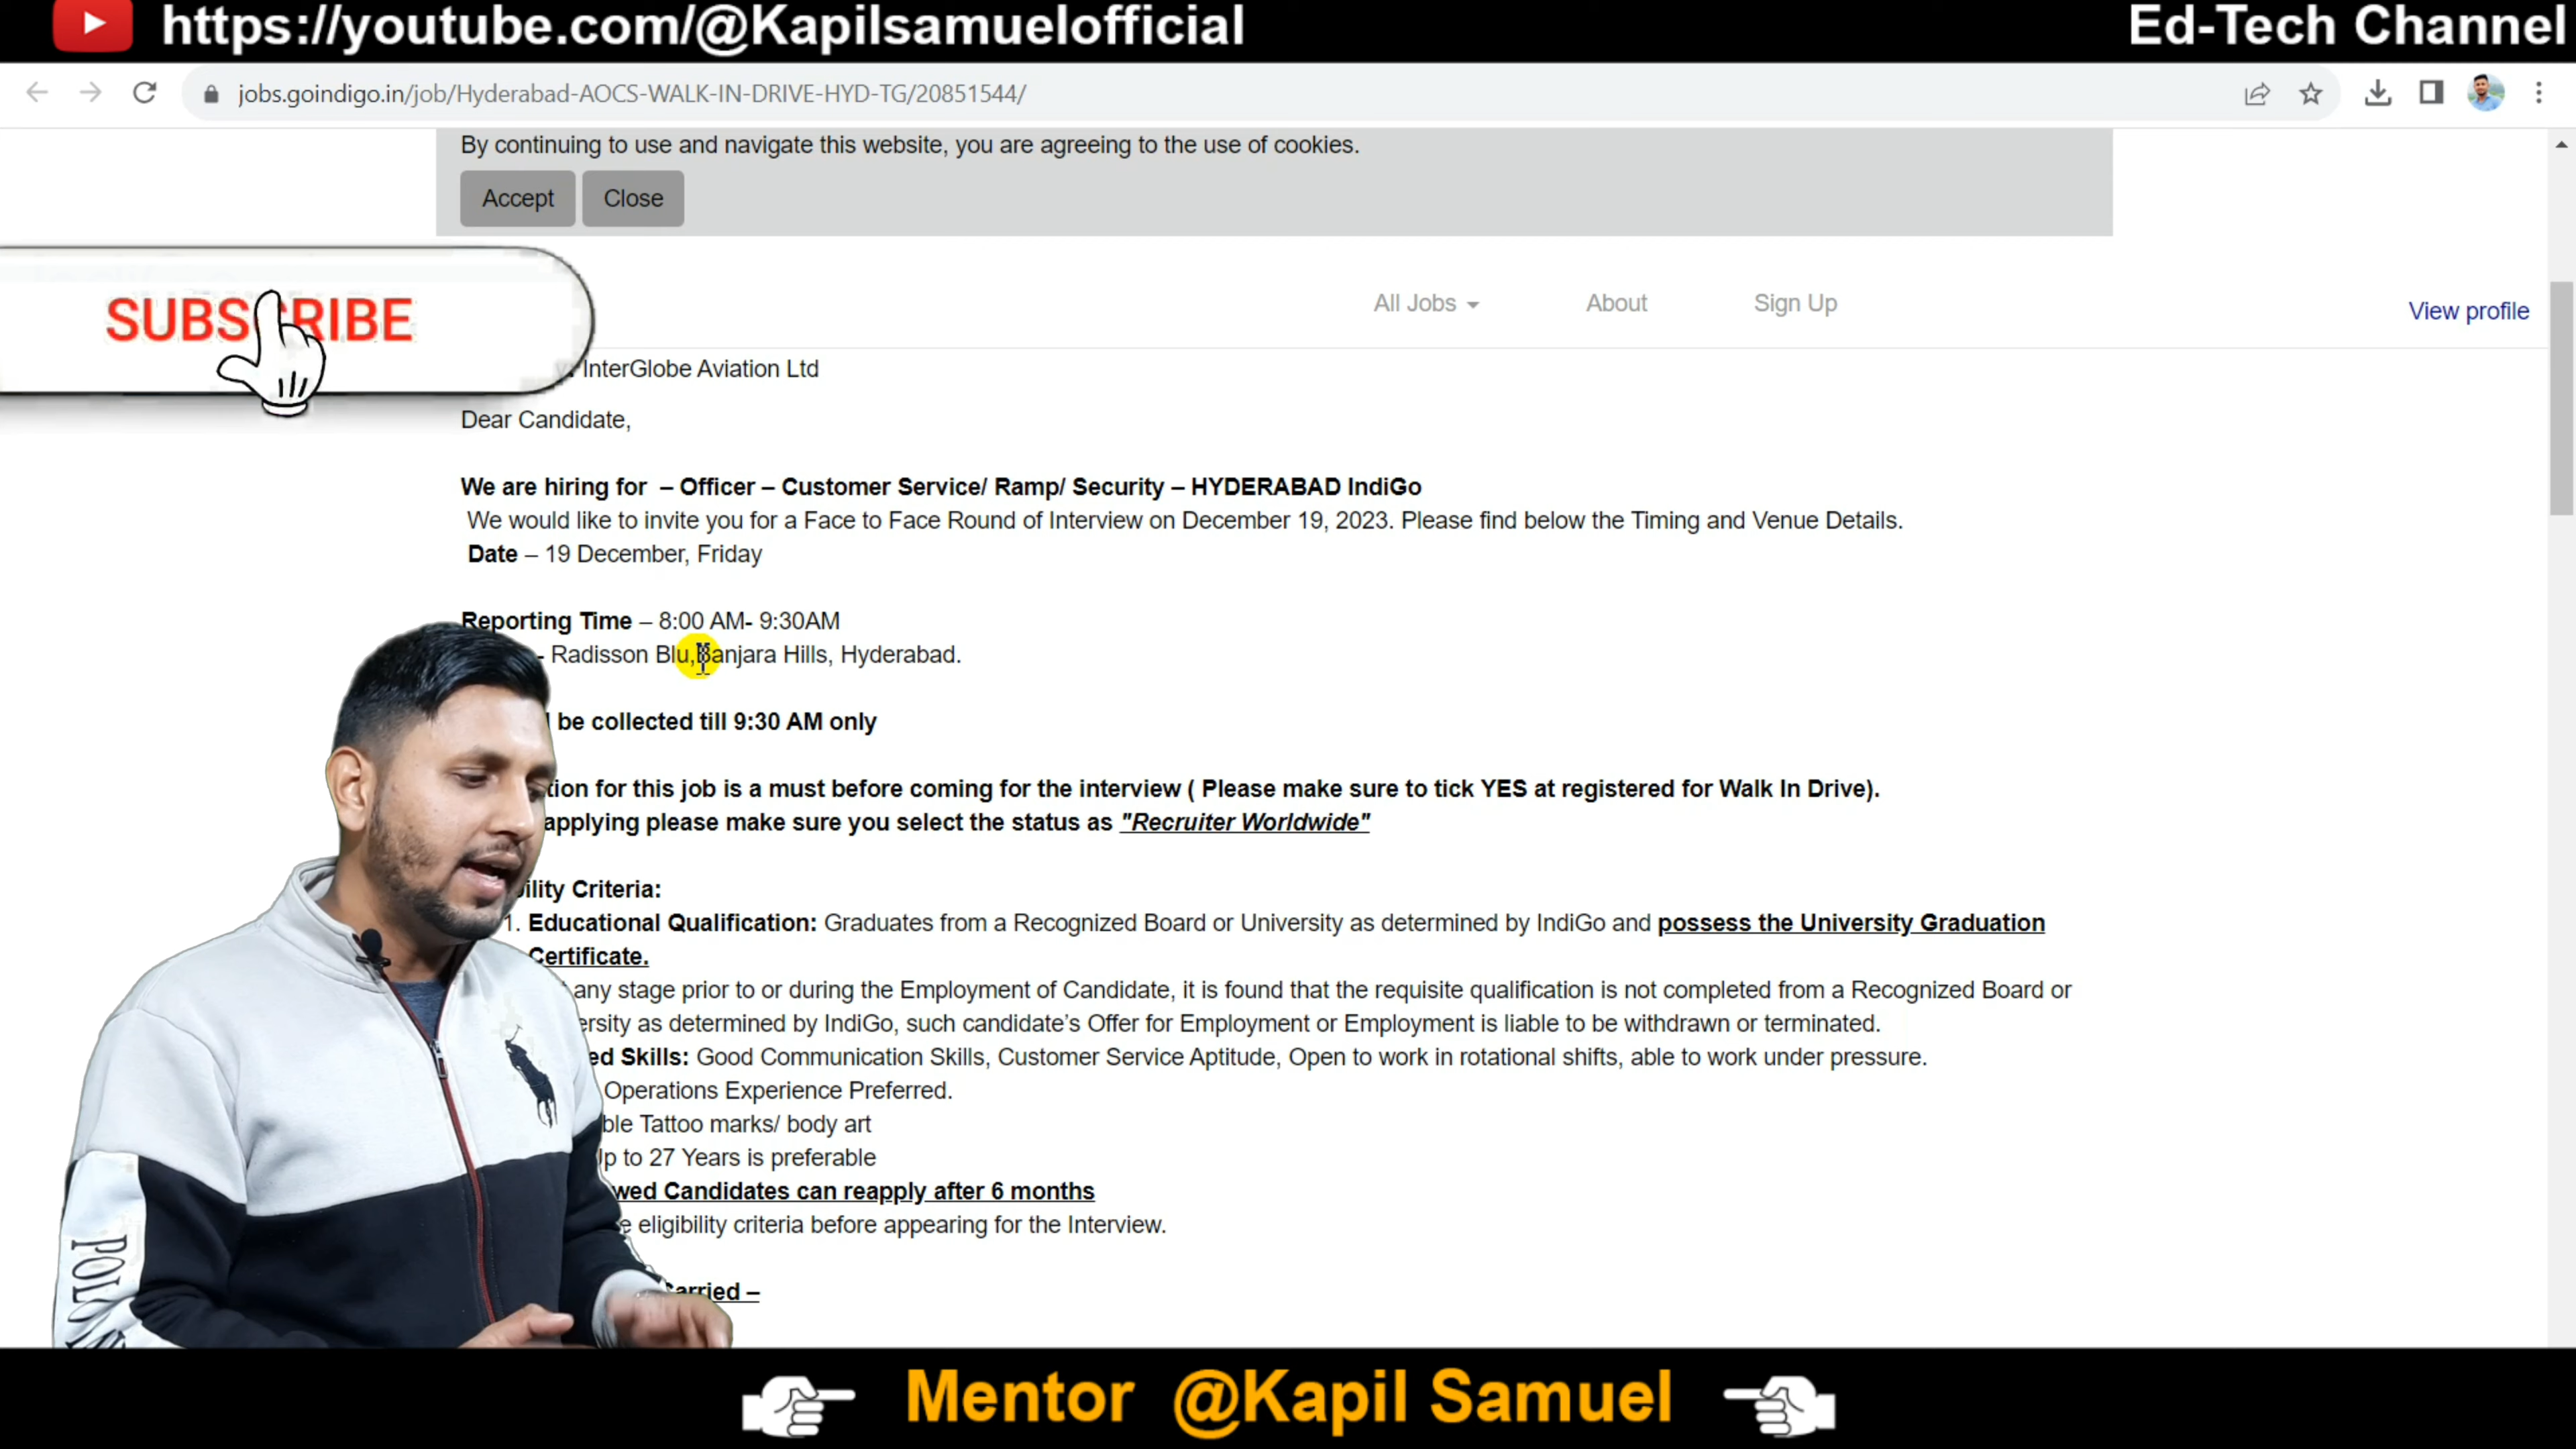 https://youtube.com/@Kapilsamuelofficial
Ed-Tech Channel
jobs.goindigo.in/job/Hyderabad-AOCS-WALK-IN-DRIVE-HYD-TG/20851544/
By continuing to use and navigate this website, you are agreeing to the use of cookies.
Accept Close
SUBSCRIBE
All Jobs About Sign Up
View profile
InterGlobe Aviation Ltd
Dear Candidate,
We are hiring for – Officer – Customer Service/ Ramp/ Security – HYDERABAD IndiGo
We would like to invite you for a Face to Face Round of Interview on December 19, 2023. Please find below the Timing and Venue Details.
Date – 19 December, Friday
Reporting Time – 8:00 AM- 9:30AM
- Radisson Blu,Banjara Hills, Hyderabad.
be collected till 9:30 AM only
tion for this job is a must before coming for the interview ( Please make sure to tick YES at registered for Walk In Drive).
applying please make sure you select the status as "Recruiter Worldwide"
ility Criteria:
1. Educational Qualification: Graduates from a Recognized Board or University as determined by IndiGo and possess the University Graduation
Certificate.
any stage prior to or during the Employment of Candidate, it is found that the requisite qualification is not completed from a Recognized Board or
ersity as determined by IndiGo, such candidate's Offer for Employment or Employment is liable to be withdrawn or terminated.
ed Skills: Good Communication Skills, Customer Service Aptitude, Open to work in rotational shifts, able to work under pressure.
Operations Experience Preferred.
ble Tattoo marks/ body art
Up to 27 Years is preferable
wed Candidates can reapply after 6 months
e eligibility criteria before appearing for the Interview.
Carried –
POLO
Mentor @Kapil Samuel